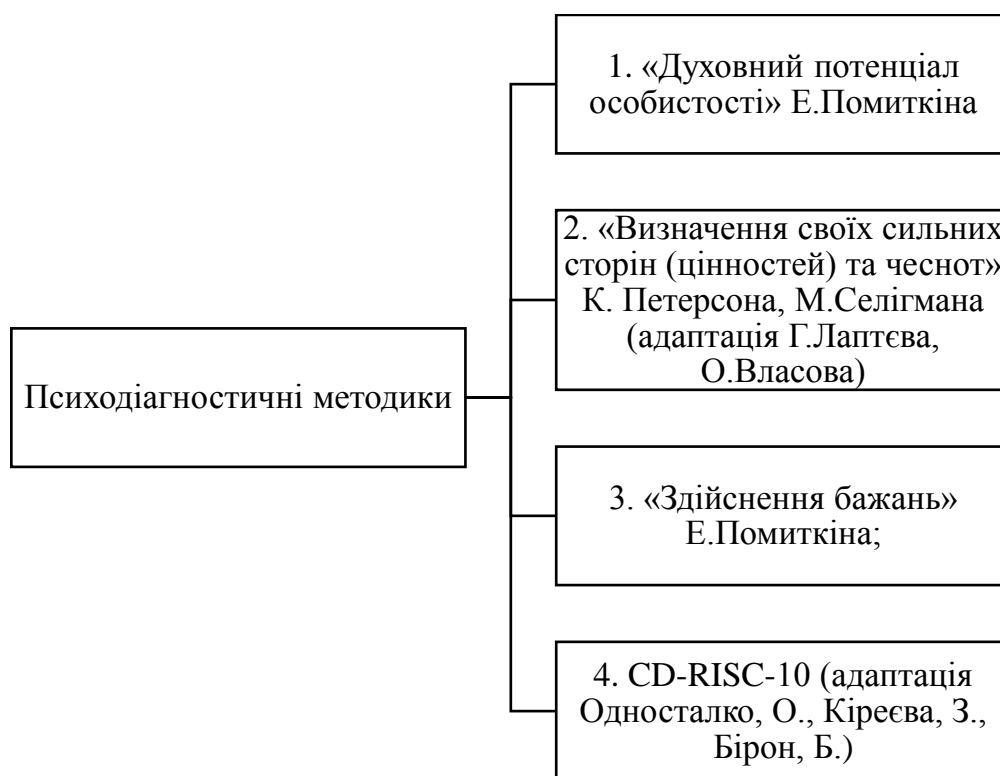 Психодіагностичні методики
1. «Духовний потенціал
особистості» Е.Помиткіна
2. «Визначення своїх сильних
сторін (цінностей) та чеснот»
К. Петерсона, М.Селігмана
(адаптація Г.Лаптєва,
О.Власова)
3. «Здійснення бажань»
Е.Помиткіна;
4. CD-RISC-10 (адаптація
Односталко, О., Кіреєва, З.,
Бірон, Б.)